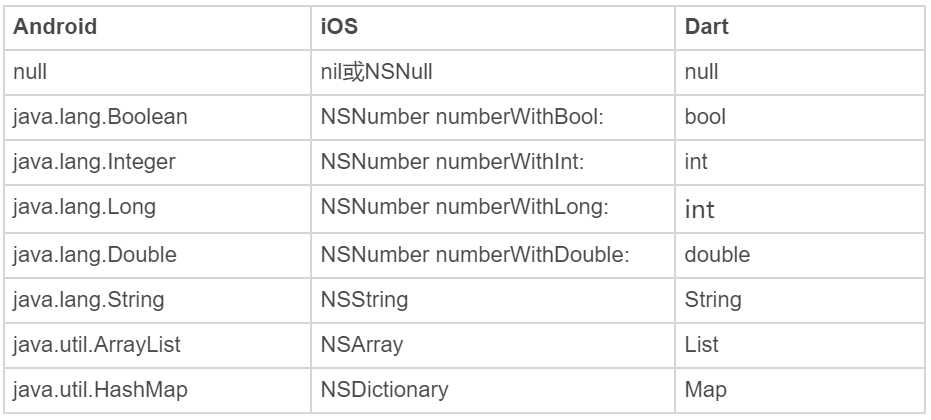 Android iOS Dart
null nil或NSNull null
java.lang.Boolean NSNumber numberWithBool: bool
java.lang.Integer NSNumber numberWithInt: int
java.lang.Long NSNumber numberWithLong: int
java.lang.Double NSNumber numberWithDouble: double
java.lang.String NSString String
java.util.ArrayList NSArray List
java.util.HashMap NSDictionary Map